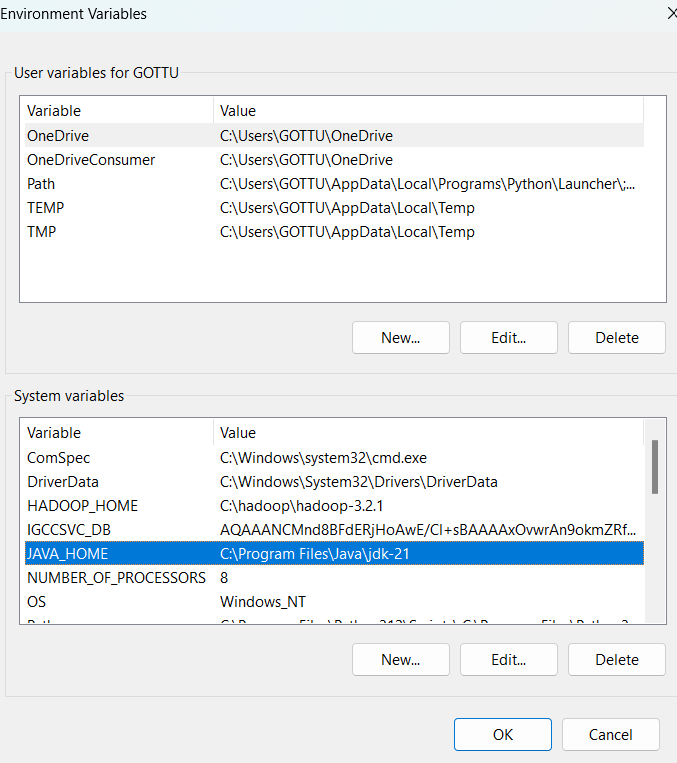 Environment Variables
User variables for GOTTU
Variable Value
OneDrive C:\Users\GOTTU\OneDrive
OneDriveConsumer C:\Users\GOTTU\OneDrive
Path C:\Users\GOTTU\AppData\Local\Programs\Python\Launcher\;...
TEMP C:\Users\GOTTU\AppData\Local\Temp
TMP C:\Users\GOTTU\AppData\Local\Temp
New... Edit... Delete
System variables
Variable Value
ComSpec C:\Windows\system32\cmd.exe
DriverData C:\Windows\System32\Drivers\DriverData
HADOOP_HOME C:\hadoop\hadoop-3.2.1
IGCCSVC_DB AQAAANCMnd8BFdERjHoAwE/Cl+sBAAAAxOvwrAn9okmZRf...
JAVA_HOME C:\Program Files\Java\jdk-21
NUMBER_OF_PROCESSORS 8
OS Windows_NT
New... Edit... Delete
OK Cancel